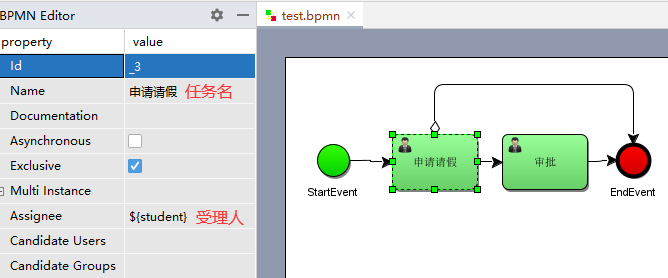 BPMN Editor
property value
Id _3
Name 申请请假 任务名
Documentation
Asynchronous
Exclusive
Multi Instance
Assignee ${student} 受理人
Candidate Users
Candidate Groups
test.bpmn
申请请假
审批
StartEvent
EndEvent